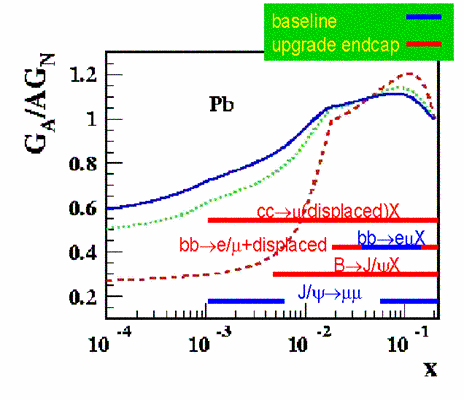 baseline
upgrade endcap
G_A/AG_N
Pb
1.2
1
0.8
0.6
0.4
0.2
cc→μ(displaced)X
bb→e/μ+displaced
bb→eμX
B→J/ψX
J/ψ→μμ
10^-4
10^-3
10^-2
10^-1
x